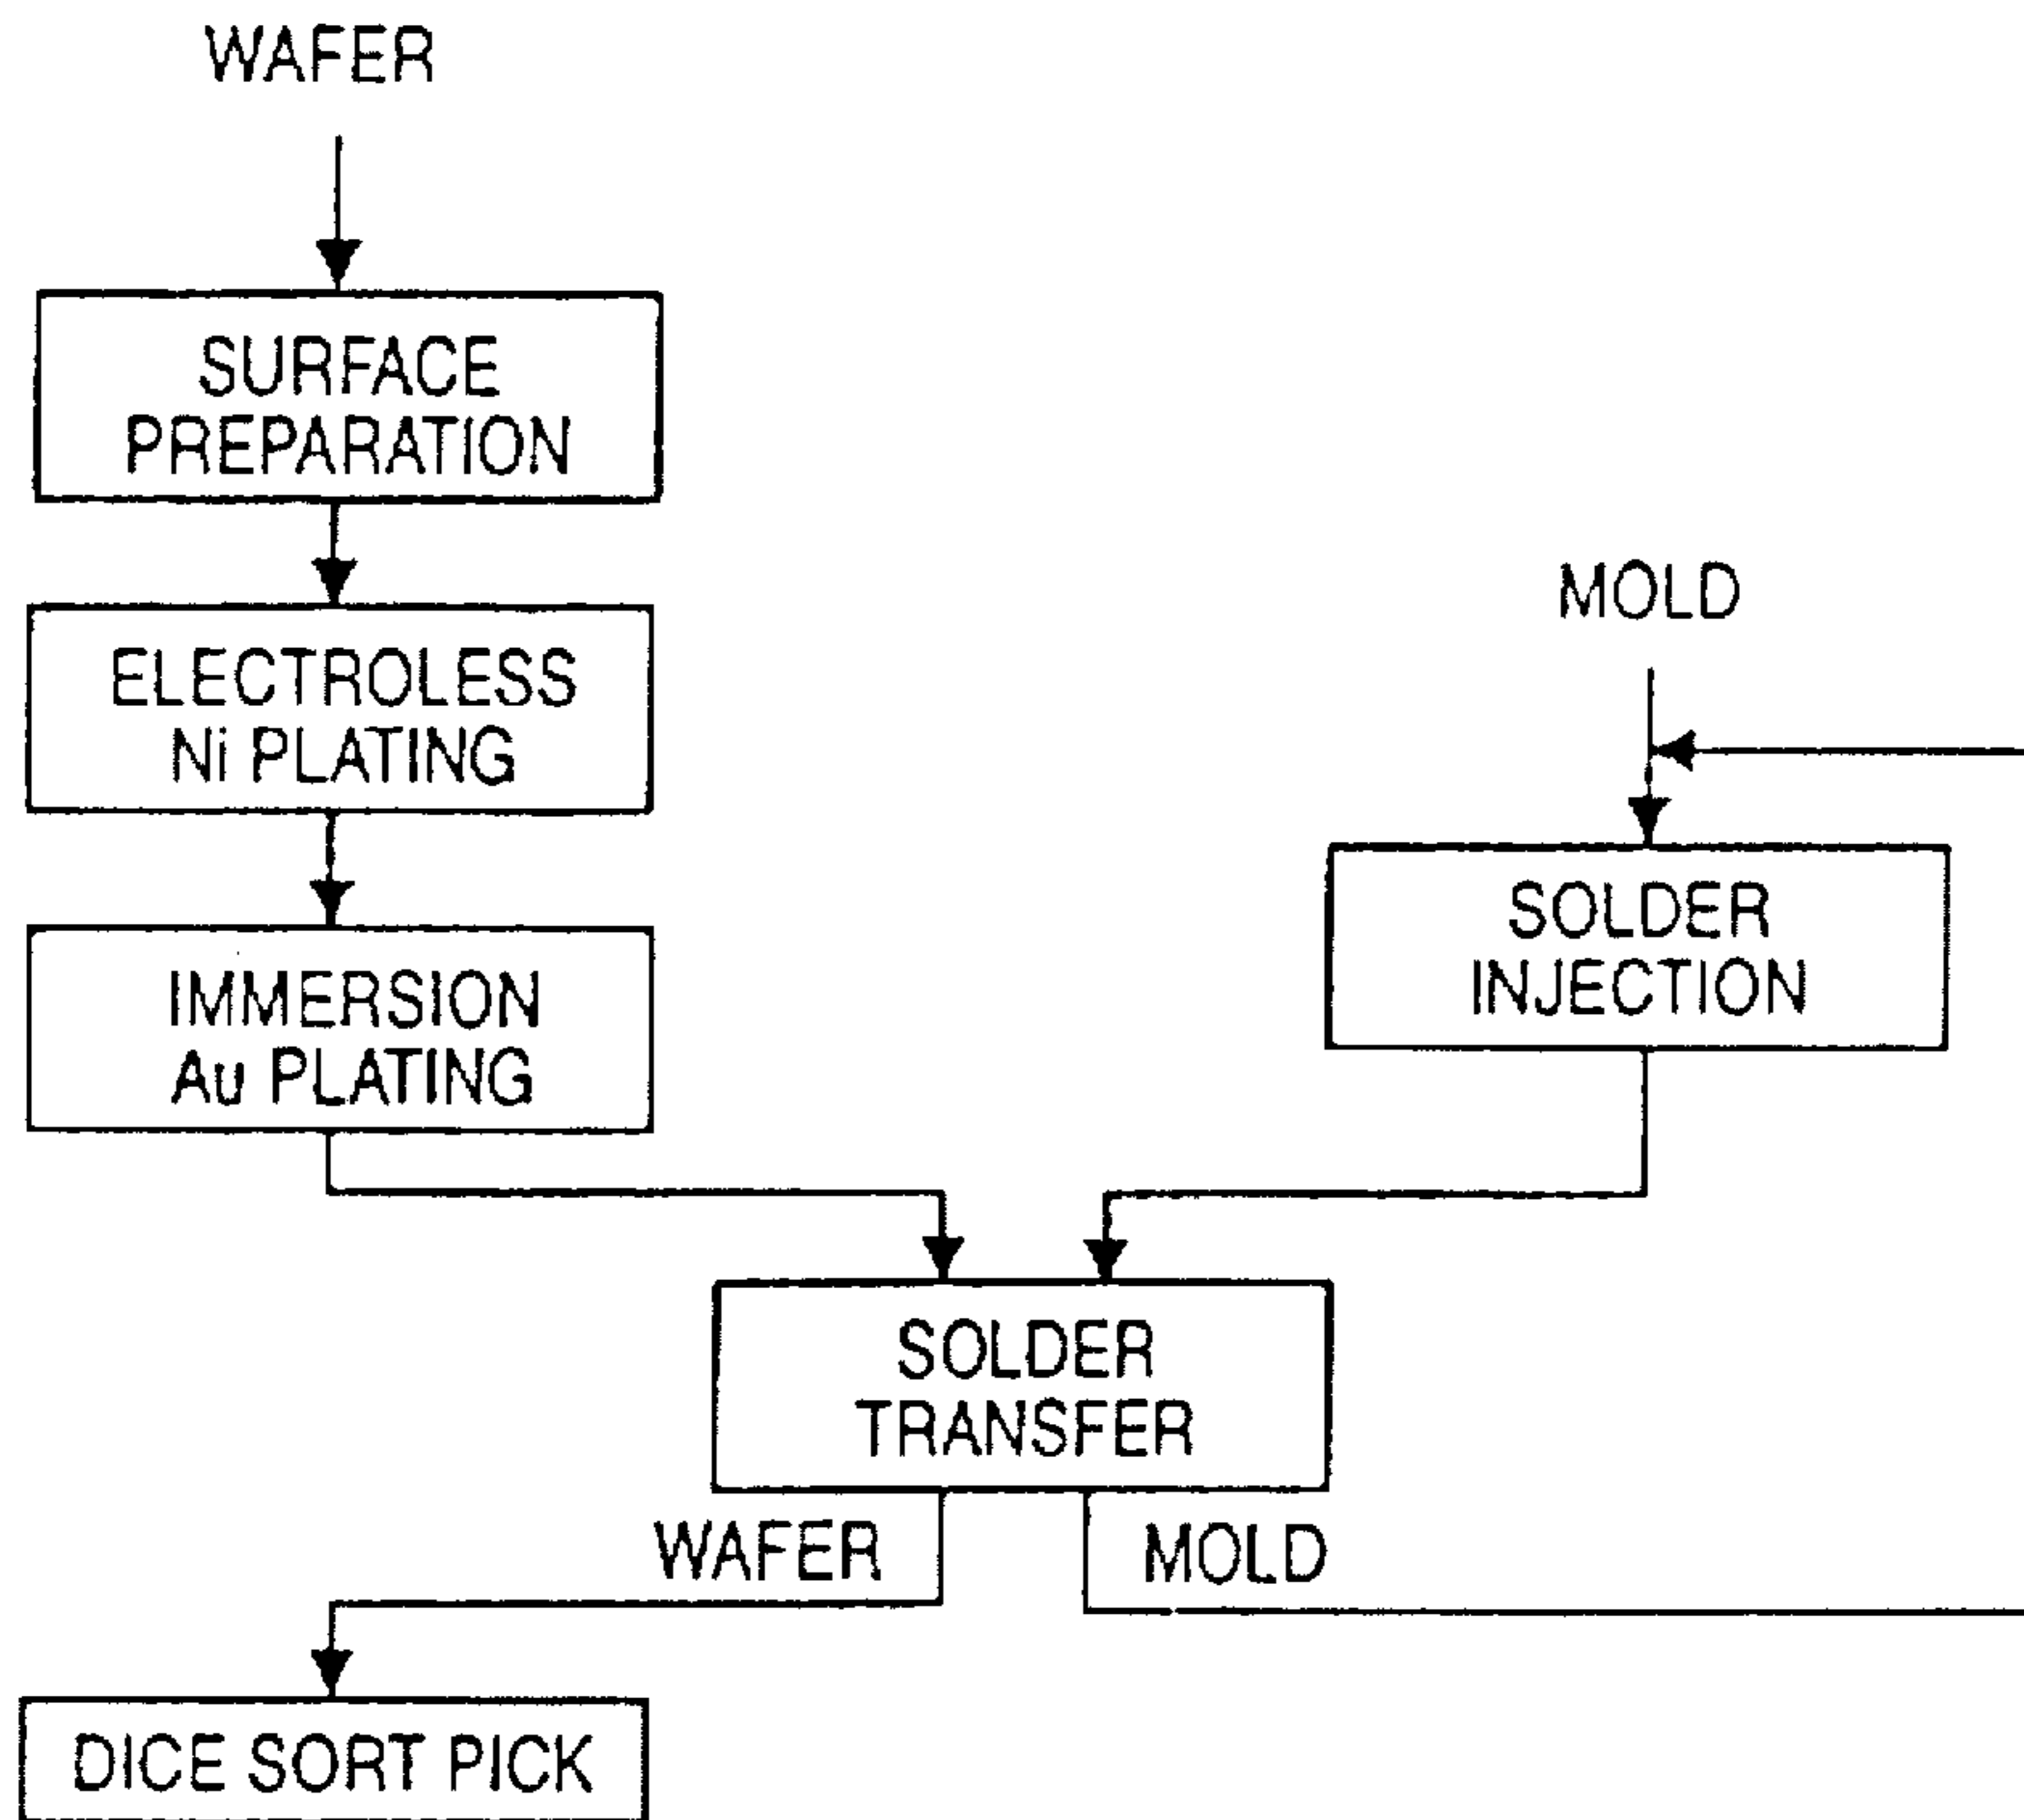 WAFER
SURFACE
PREPARATION
ELECTROLESS
Ni PLATING
MOLD
IMMERSION
Au PLATING
SOLDER
INJECTION
SOLDER
TRANSFER
WAFER
MOLD
DICE SORT PICK